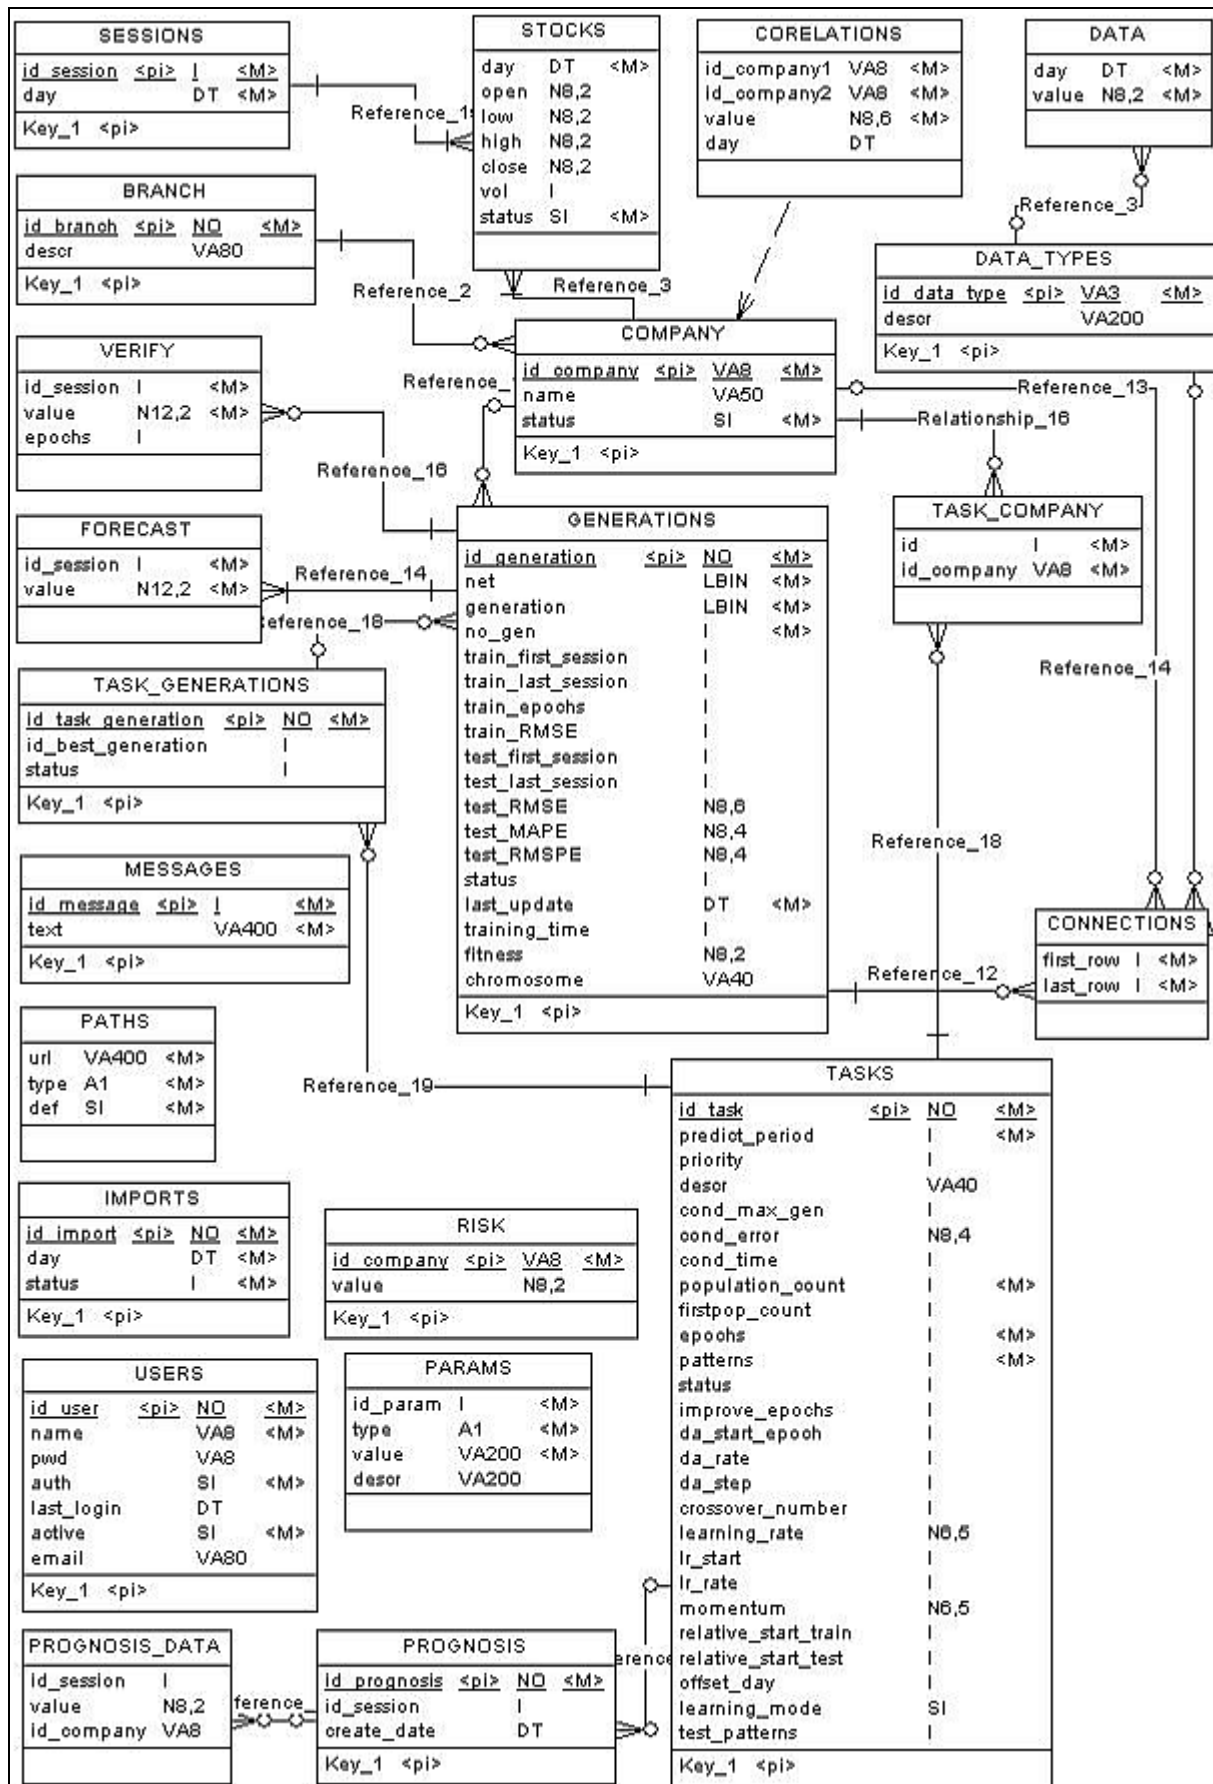 SESSIONS
id_session <pi> I <M>
day DT <M>
Key_1 <pi>
STOCKS
day DT <M>
open N8,2
low N8,2
high N8,2
close N8,2
vol I
status SI <M>
CORELATIONS
id_company1 VA8 <M>
id_company2 VA8 <M>
value N8,6 <M>
day DT
DATA
day DT <M>
value N8,2 <M>
Reference_1
BRANCH
id_branch <pi> NO <M>
descr VA80
Key_1 <pi>
Reference_3
DATA_TYPES
id_data_type <pi> VA3 <M>
descr VA200
Key_1 <pi>
Reference_2
Reference_3
COMPANY
id_company <pi> VA8 <M>
name VA50
status SI <M>
Key_1 <pi>
VERIFY
id_session I <M>
value N12,2 <M>
epochs I
Reference_
Reference_13
Relationship_16
Reference_16
TASK_COMPANY
id I <M>
id_company VA8 <M>
FORECAST
id_session I <M>
value N12,2 <M>
Reference_14
eference_18
GENERATIONS
id_generation <pi> NO <M>
net LBIN <M>
generation LBIN <M>
no_gen I <M>
train_first_session I
train_last_session I
train_epochs I
train_RMSE I
test_first_session I
test_last_session I
test_RMSE N8,6
test_MAPE N8,4
test_RMSPE N8,4
status I
last_update DT <M>
training_time I
fitness N8,2
chromosome VA40
Key_1 <pi>
Reference_14
TASK_GENERATIONS
id_task_generation <pi> NO <M>
id_best_generation I
status I
Key_1 <pi>
Reference_18
MESSAGES
id_message <pi> I <M>
text VA400 <M>
Key_1 <pi>
CONNECTIONS
first_row I <M>
last_row I <M>
Reference_12
PATHS
url VA400 <M>
type A1 <M>
def SI <M>
Reference_19
TASKS
id_task <pi> NO <M>
predict_period I <M>
priority I
descr VA40
cond_max_gen I
cond_error N8,4
cond_time I
population_count I <M>
firstpop_count I
epochs I <M>
patterns I <M>
status I
improve_epochs I
da_start_epoch I
da_rate I
da_step I
crossover_number I
learning_rate N6,5
lr_start I
lr_rate I
momentum N6,5
relative_start_train I
relative_start_test I
offset_day I
learning_mode SI
test_patterns I
Key_1 <pi>
IMPORTS
id_import <pi> NO <M>
day DT <M>
status I <M>
Key_1 <pi>
RISK
id_company <pi> VA8 <M>
value N8,2
Key_1 <pi>
USERS
id_user <pi> NO <M>
name VA8 <M>
pwd VA8
auth SI <M>
last_login DT
active SI <M>
email VA80
Key_1 <pi>
PARAMS
id_param I <M>
type A1 <M>
value VA200 <M>
descr VA200
PROGNOSIS_DATA
id_session I
value N8,2
id_company VA8
ference_
PROGNOSIS
id_prognosis <pi> NO <M>
id_session I
create_date DT
Key_1 <pi>
erence